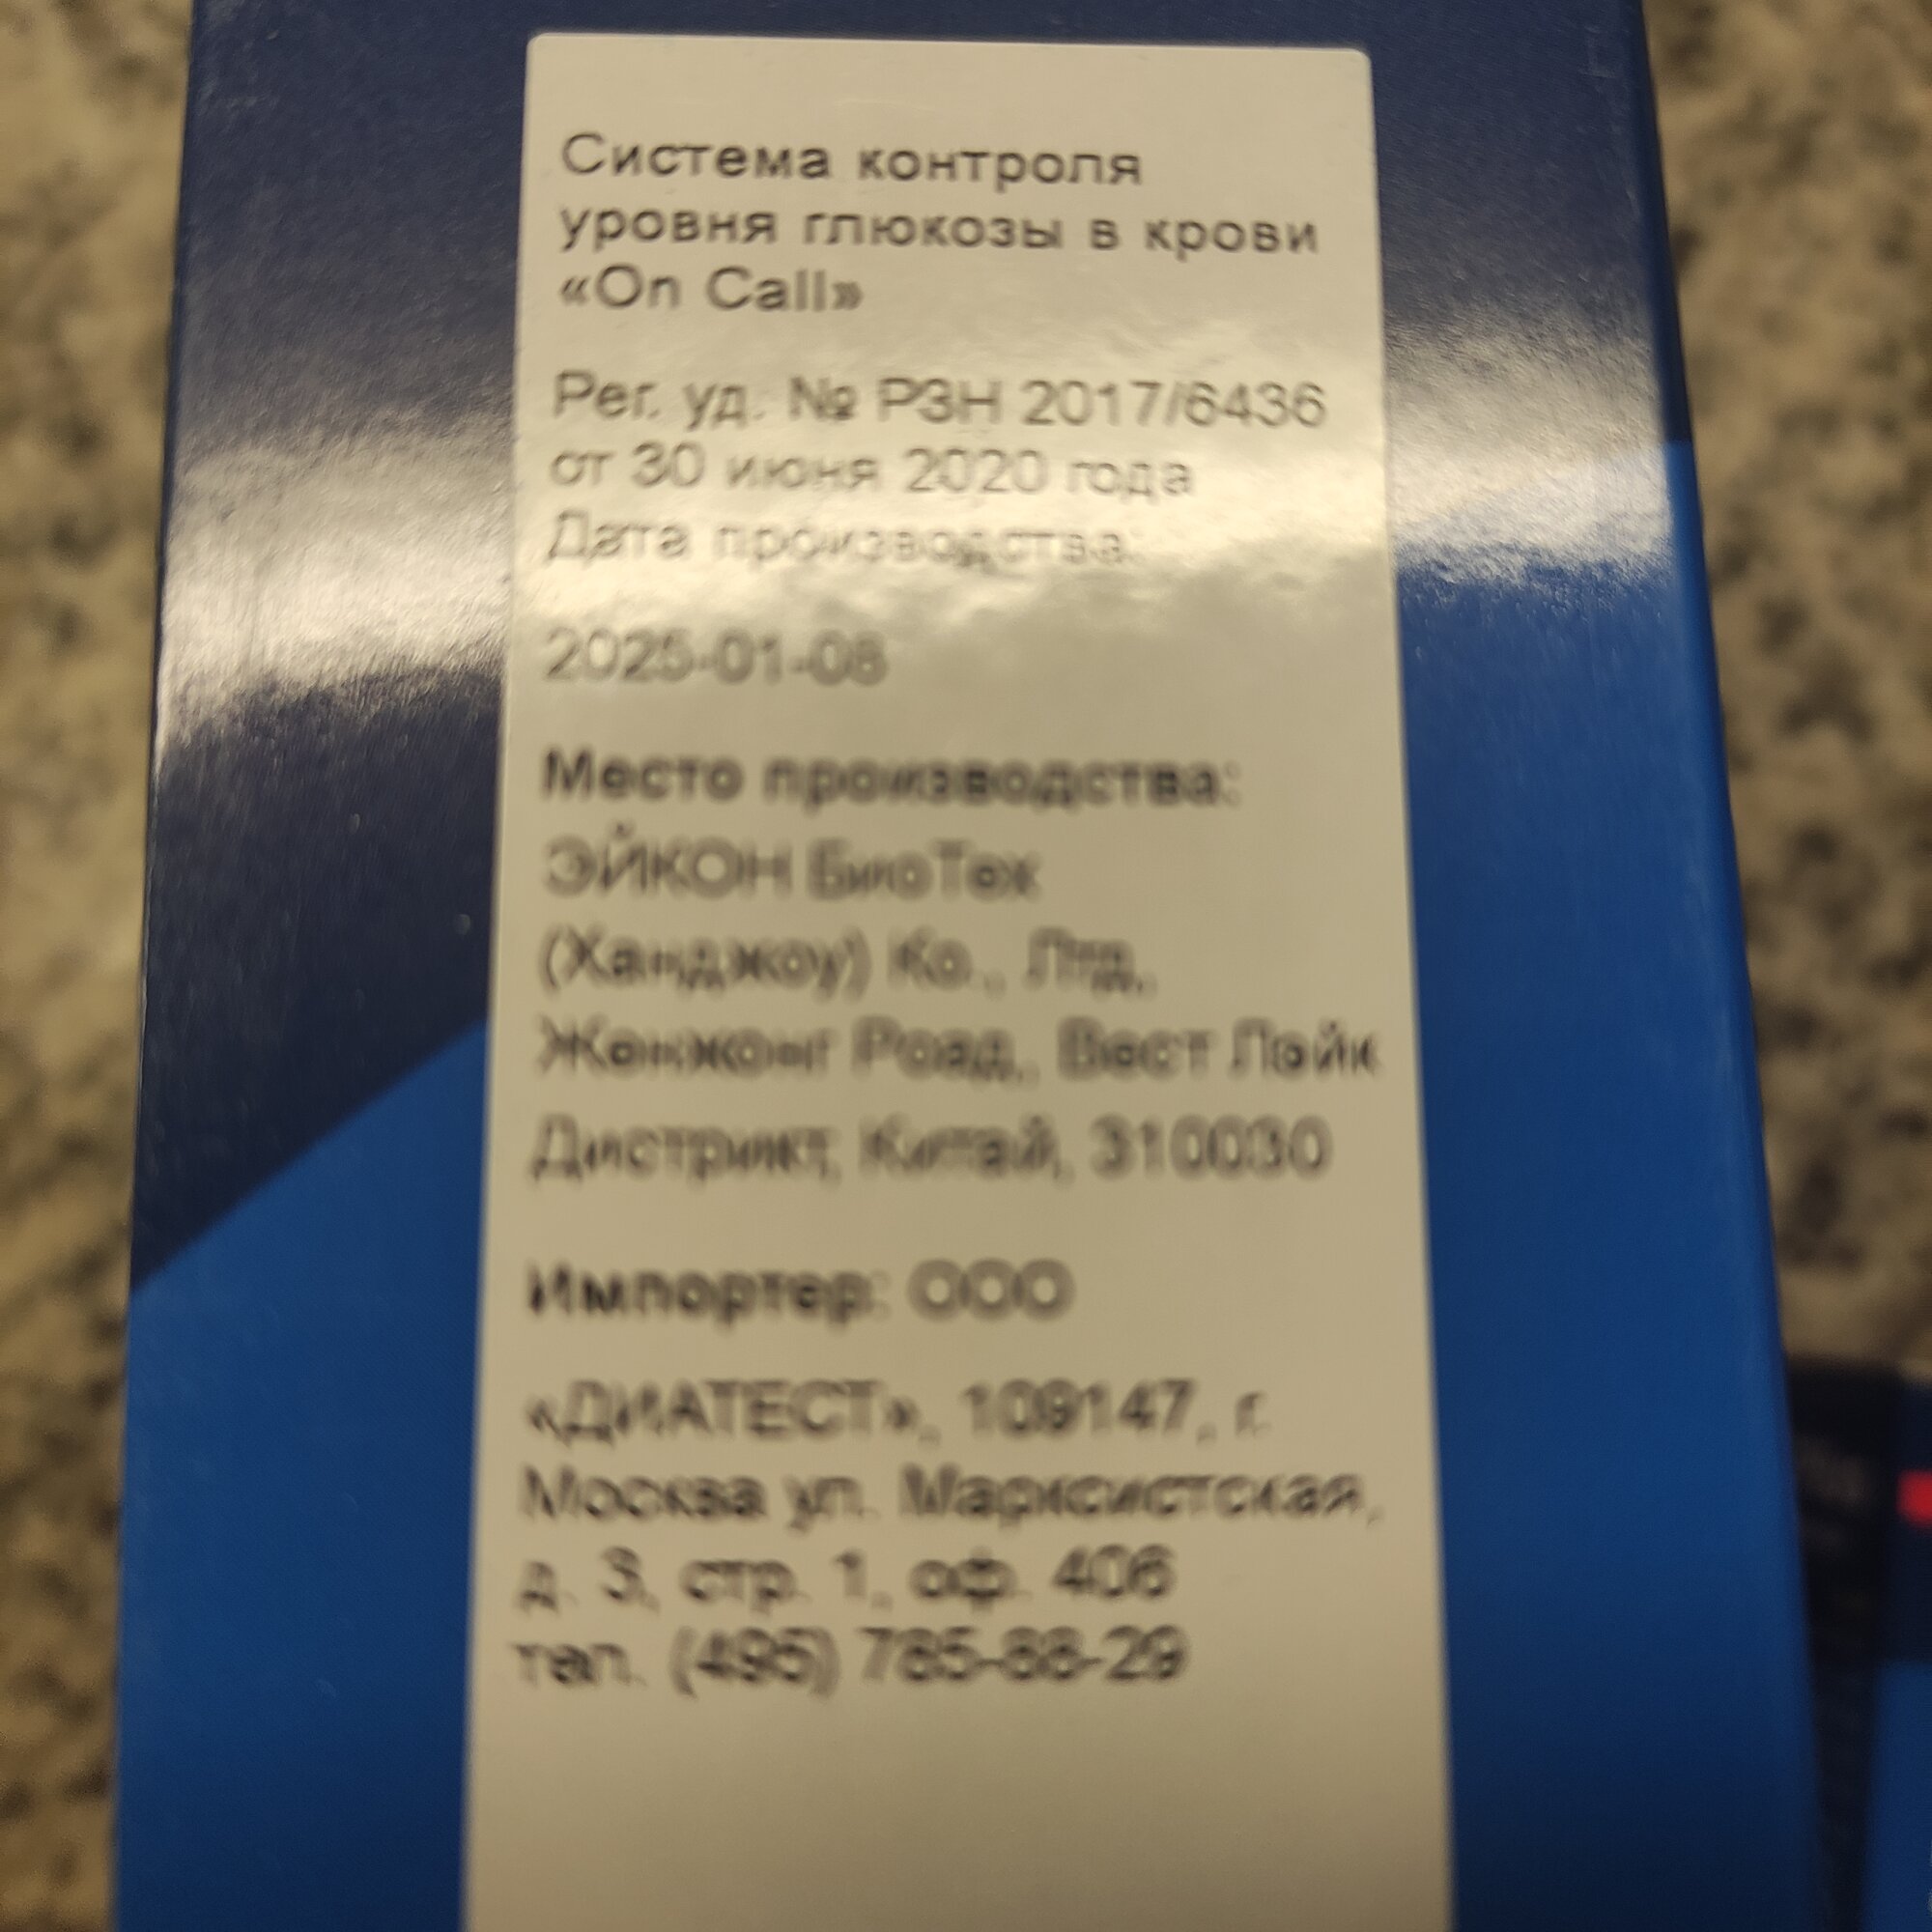 Система контроля
уровня глюкозы в крови
«On Call»
Рег. уд. № РЗН 2017/6436
от 30 июня 2020 года
Дата производства:
2025-01-08
Место производства:
ЭЙКОН БиоТех
(Ханджоу) Ко., Лтд,
Женжонг Роад, Вест Лэйк
Дистрикт, Китай, 310030
Импортер: ООО
«ДИАТЕСТ», 109147, г.
Москва ул. Марксистская,
д. 3, стр. 1, оф. 406
тел. (495) 785-88-29